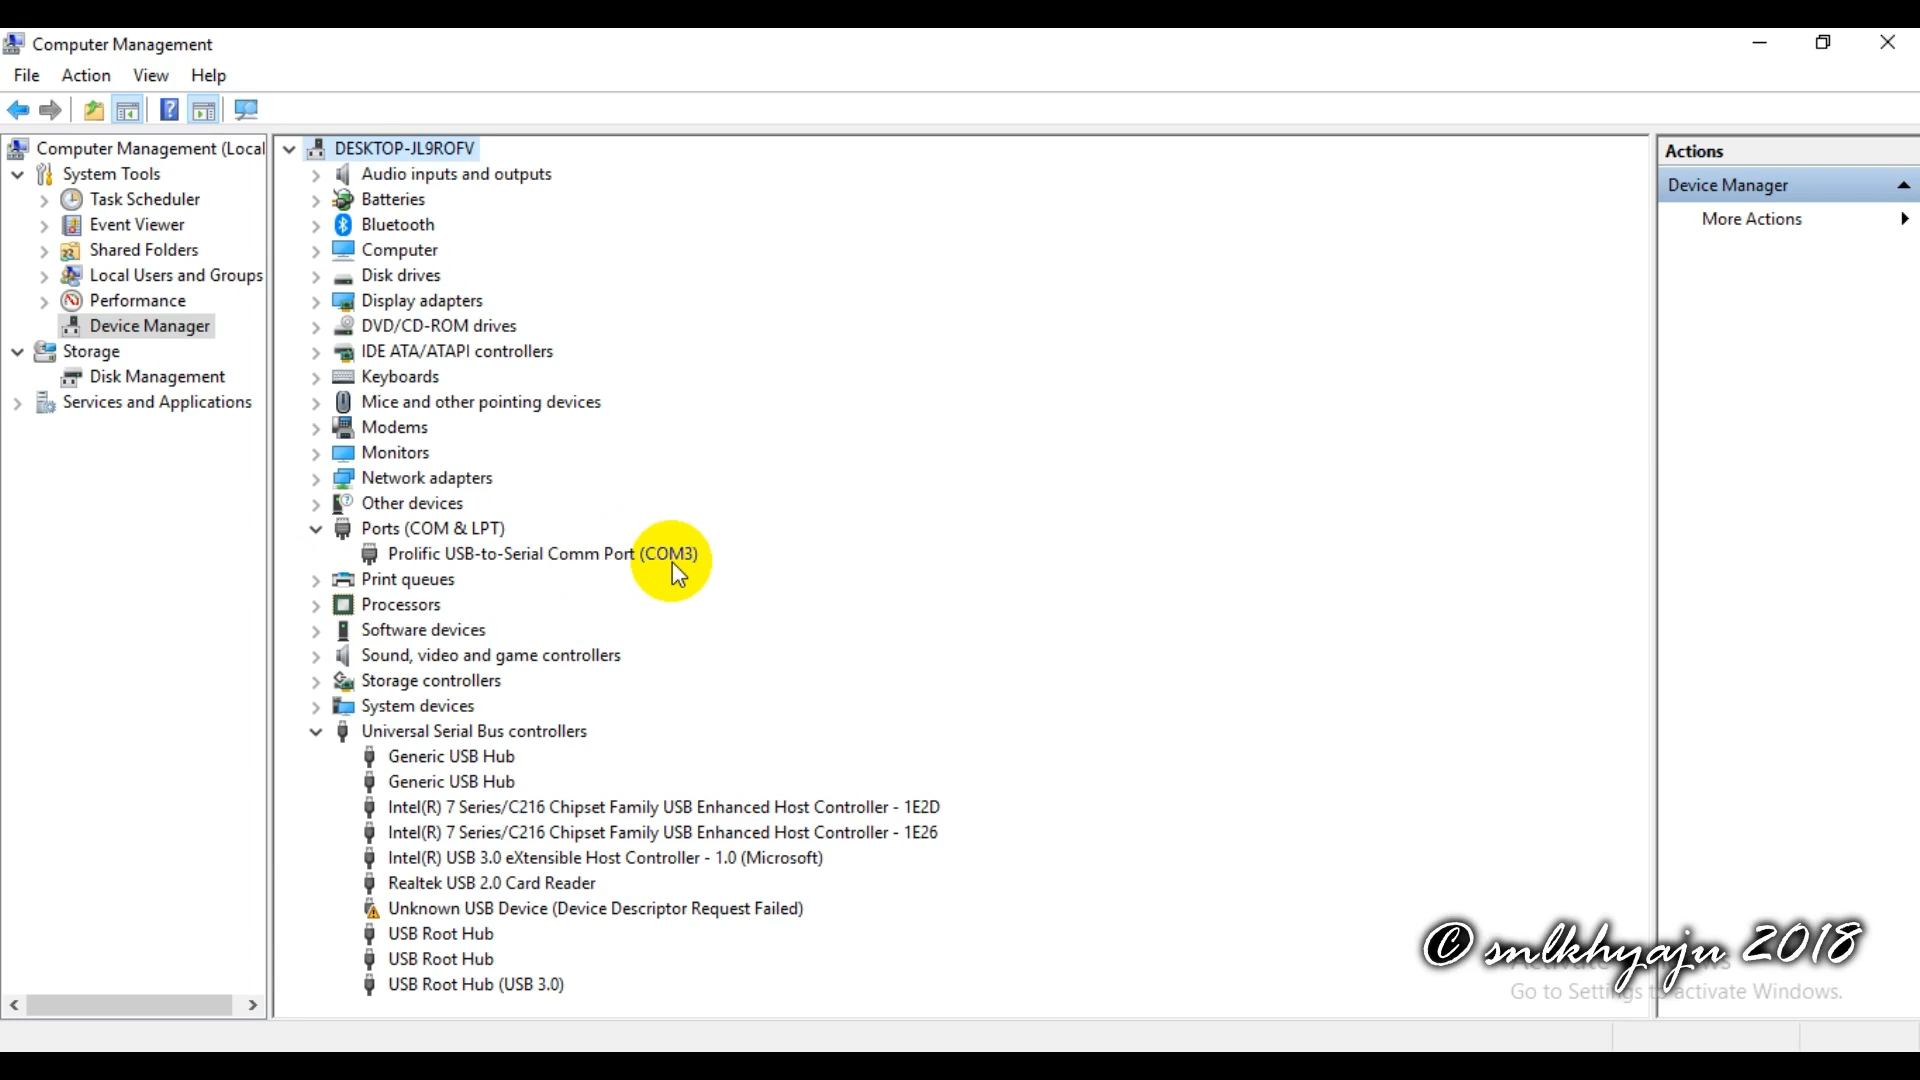 Computer Management
File Action View Help
Computer Management (Local
System Tools
Task Scheduler
Event Viewer
Shared Folders
Local Users and Groups
Performance
Device Manager
Storage
Disk Management
Services and Applications
DESKTOP-JL9ROFV
Audio inputs and outputs
Batteries
Bluetooth
Computer
Disk drives
Display adapters
DVD/CD-ROM drives
IDE ATA/ATAPI controllers
Keyboards
Mice and other pointing devices
Modems
Monitors
Network adapters
Other devices
Ports (COM & LPT)
Prolific USB-to-Serial Comm Port (COM3)
Print queues
Processors
Software devices
Sound, video and game controllers
Storage controllers
System devices
Universal Serial Bus controllers
Generic USB Hub
Generic USB Hub
Intel(R) 7 Series/C216 Chipset Family USB Enhanced Host Controller - 1E2D
Intel(R) 7 Series/C216 Chipset Family USB Enhanced Host Controller - 1E26
Intel(R) USB 3.0 eXtensible Host Controller - 1.0 (Microsoft)
Realtek USB 2.0 Card Reader
Unknown USB Device (Device Descriptor Request Failed)
USB Root Hub
USB Root Hub
USB Root Hub (USB 3.0)
Actions
Device Manager
More Actions
© snlkhyaju 2018
Go to Settings to activate Windows.